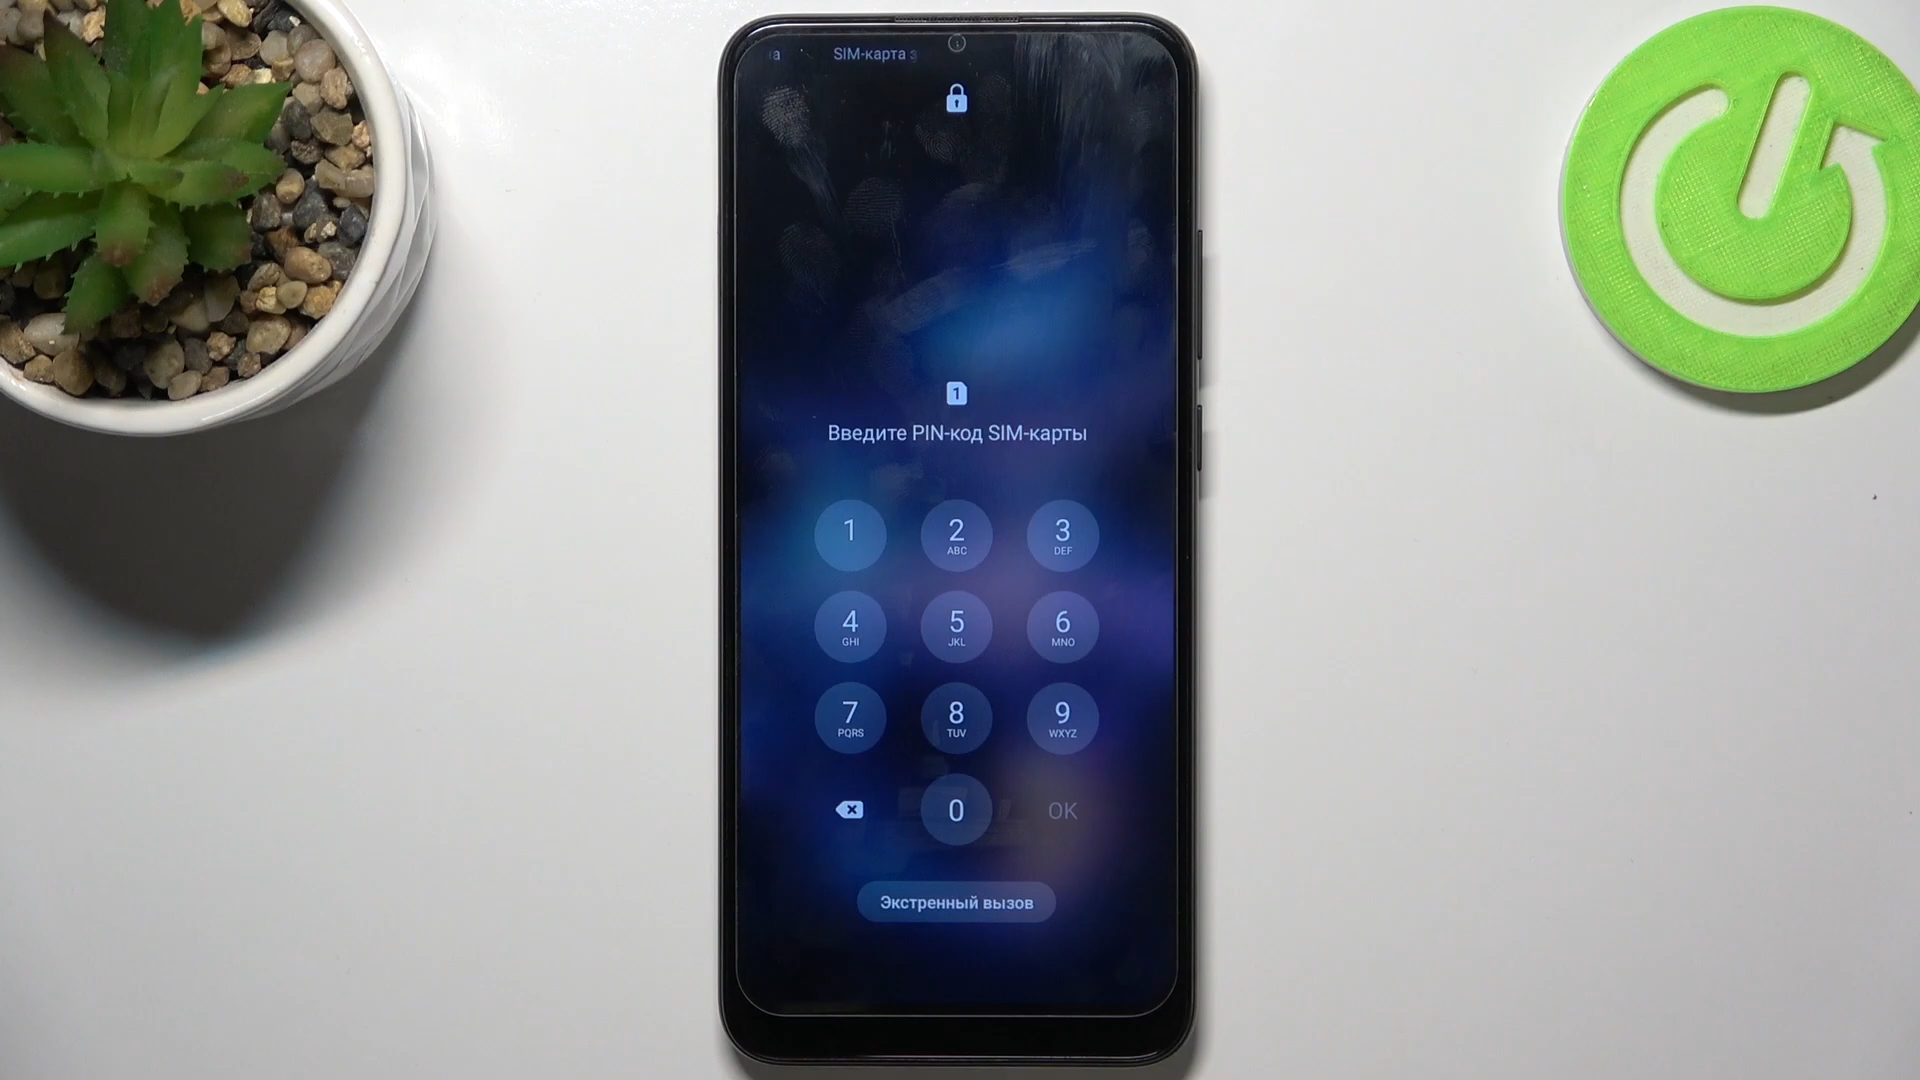 SIM-карта
1
Введите PIN-код SIM-карты
1 2 3
ABC DEF
4 5 6
GHI JKL MNO
7 8 9
PQRS TUV WXYZ
0 OK
Экстренный вызов